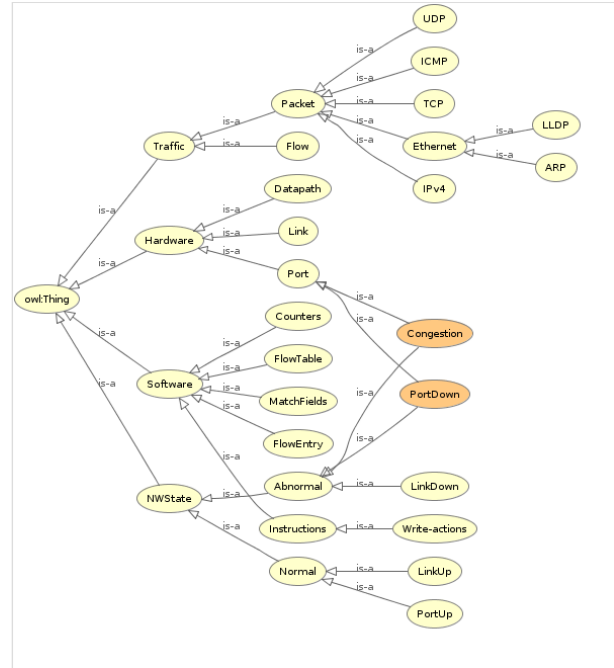 UDP
is-a
ICMP
is-a
Packet
is-a
TCP
is-a
is-a
LLDP
is-a
Traffic
is-a
Flow
Ethernet
is-a
is-a
ARP
IPv4
Datapath
is-a
is-a
Hardware
is-a
Link
is-a
is-a
Port
owl:Thing
Counters
is-a
is-a
Congestion
is-a
is-a
FlowTable
Software
is-a
is-a
PortDown
is-a
MatchFields
is-a
is-a
FlowEntry
is-a
is-a
NWState
is-a
Abnormal
is-a
LinkDown
is-a
Instructions
is-a
Write-actions
Normal
is-a
LinkUp
is-a
PortUp